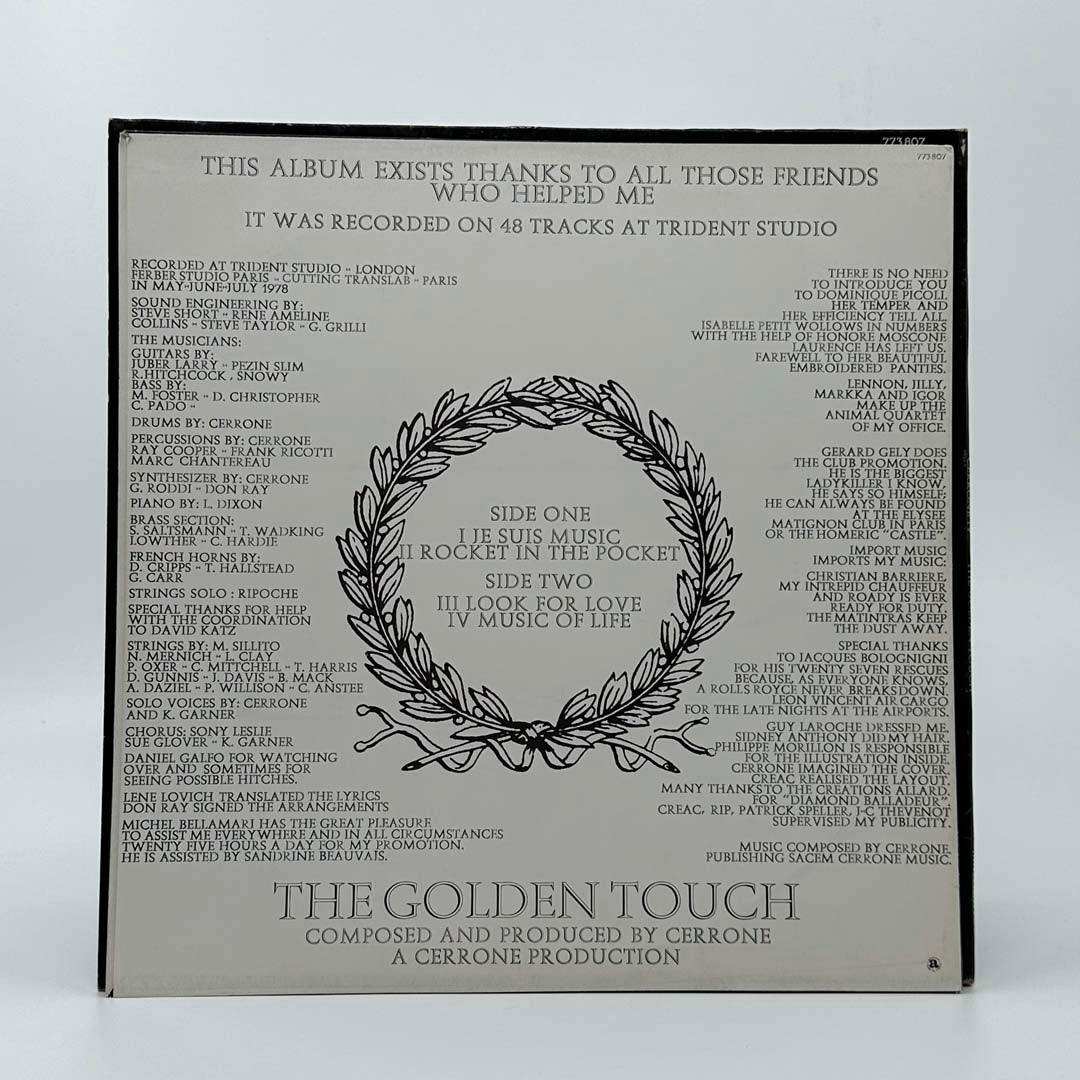 773807
773807
THIS ALBUM EXISTS THANKS TO ALL THOSE FRIENDS
WHO HELPED ME
IT WAS RECORDED ON 48 TRACKS AT TRIDENT STUDIO
RECORDED AT TRIDENT STUDIO - LONDON
FERBERSTUDIO PARIS - CUTTING TRANSLAB - PARIS
IN MAY-JUNE-JULY 1978
SOUND ENGINEERING BY:
STEVE SHORT - RENE AMELINE
COLLINS - STEVE TAYLOR - G. GRILLI
THE MUSICIANS:
GUITARS BY:
JUBER LARRY - PEZIN SLIM
R.HITCHCOCK, SNOWY
BASS BY:
M. FOSTER - D. CHRISTOPHER
C. PADO -
DRUMS BY: CERRONE
PERCUSSIONS BY: CERRONE
RAY COOPER - FRANK RICOTTI
MARC CHANTEREAU
SYNTHESIZER BY: CERRONE
G. RODDI - DON RAY
PIANO BY: L. DIXON
BRASS SECTION:
S. SALTSMANN - T. WADKING
LOWTHER - C. HARDIE
FRENCH HORNS BY:
D. CRIPPS - T. HALLSTEAD
G. CARR
STRINGS SOLO : RIPOCHE
SPECIAL THANKS FOR HELP
WITH THE COORDINATION
TO DAVID KATZ
STRINGS BY: M. SILLITO
N. MERNICH - L. CLAY
P. OXER - C. MITTCHELL - T. HARRIS
D. GUNNIS - J. DAVIS - B. MACK
A. DAZIEL - P. WILLISON - C. ANSTEE
SOLO VOICES BY: CERRONE
AND K. GARNER
CHORUS: SONY LESLIE
SUE GLOVER - K. GARNER
DANIEL GALFO FOR WATCHING
OVER AND SOMETIMES FOR
SEEING POSSIBLE HITCHES.
LENE LOVICH TRANSLATED THE LYRICS
DON RAY SIGNED THE ARRANGEMENTS
MICHEL BELLAMARI HAS THE GREAT PLEASURE
TO ASSIST ME EVERYWHERE AND IN ALL CIRCUMSTANCES
TWENTY FIVE HOURS A DAY FOR MY PROMOTION.
HE IS ASSISTED BY SANDRINE BEAUVAIS.
SIDE ONE
I JE SUIS MUSIC
II ROCKET IN THE POCKET
SIDE TWO
III LOOK FOR LOVE
IV MUSIC OF LIFE
THERE IS NO NEED
TO INTRODUCE YOU
TO DOMINIQUE PICOLI.
HER TEMPER AND
HER EFFICIENCY TELL ALL.
ISABELLE PETIT WOLLOWS IN NUMBERS
WITH THE HELP OF HONORE MOSCONE.
LAURENCE HAS LEFT US.
FAREWELL TO HER BEAUTIFUL
EMBROIDERED PANTIES.
LENNON, JILLY,
MARKKA AND IGOR
MAKE UP THE
ANIMAL QUARTET
OF MY OFFICE.
GERARD GELY DOES
THE CLUB PROMOTION.
HE IS THE BIGGEST
LADYKILLER I KNOW,
HE SAYS SO HIMSELF;
HE CAN ALWAYS BE FOUND
AT THE ELYSEE
MATIGNON CLUB IN PARIS
OR THE HOMERIC "CASTLE".
IMPORT MUSIC
IMPORTS MY MUSIC:
CHRISTIAN BARRIERE,
MY INTREPID CHAUFFEUR
AND ROADY IS EVER
READY FOR DUTY.
THE MATINTRAS KEEP
THE DUST AWAY.
SPECIAL THANKS
TO JACQUES BOLOGNIGNI
FOR HIS TWENTY SEVEN RESCUES
BECAUSE, AS EVERYONE KNOWS,
A ROLLS ROYCE NEVER BREAKS DOWN.
LEON VINCENT AIR CARGO
FOR THE LATE NIGHTS AT THE AIRPORTS.
GUY LAROCHE DRESSED ME.
SIDNEY ANTHONY DID MY HAIR.
PHILIPPE MORILLON IS RESPONSIBLE
FOR THE ILLUSTRATION INSIDE.
CERRONE IMAGINED THE COVER.
CREAC REALISED THE LAYOUT.
MANY THANKS TO THE CREATIONS ALLARD.
FOR "DIAMOND BALLADEUR".
CREAC, RIP, PATRICK SPELLER, J-C THEVENOT
SUPERVISED MY PUBLICITY.
MUSIC COMPOSED BY CERRONE.
PUBLISHING SACEM CERRONE MUSIC.
THE GOLDEN TOUCH
COMPOSED AND PRODUCED BY CERRONE
A CERRONE PRODUCTION
a